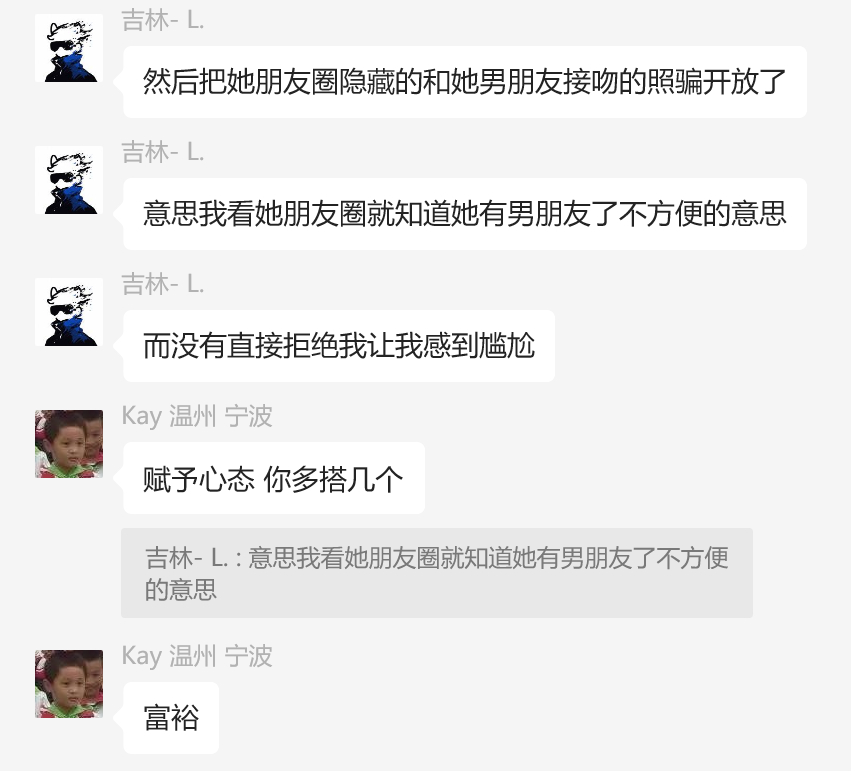 吉林- L.
然后把她朋友圈隐藏的和她男朋友接吻的照骗开放了
吉林- L.
意思我看她朋友圈就知道她有男朋友了不方便的意思
吉林- L.
而没有直接拒绝我让我感到尴尬
Kay 温州 宁波
赋予心态 你多搭几个
吉林- L. : 意思我看她朋友圈就知道她有男朋友了不方便
的意思
Kay 温州 宁波
富裕